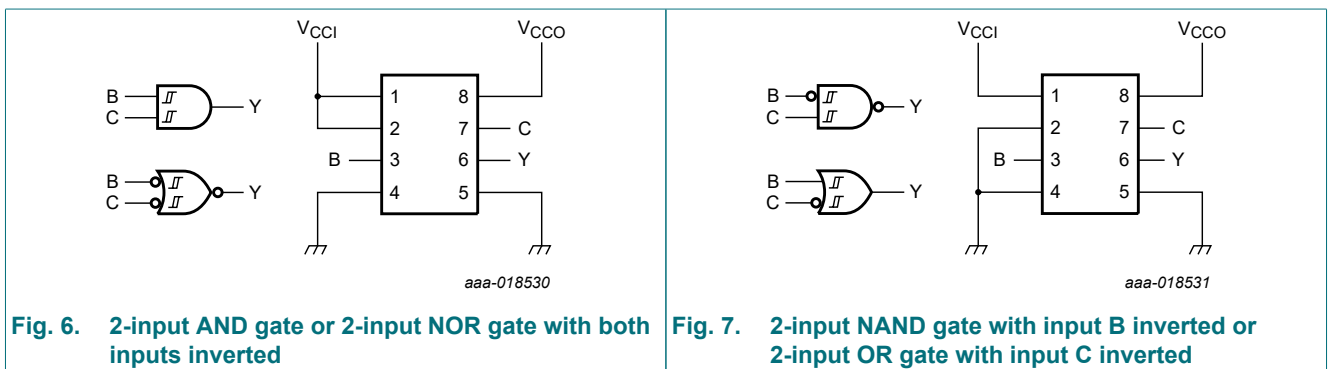 VCCI VCCO
B
C
Y
B
C
Y
1 8
2 7 C
B 3 6 Y
4 5
aaa-018530
Fig. 6. 2-input AND gate or 2-input NOR gate with both
inputs inverted
VCCI VCCO
B
C
Y
B
C
Y
1 8
2 7 C
B 3 6 Y
4 5
aaa-018531
Fig. 7. 2-input NAND gate with input B inverted or
2-input OR gate with input C inverted